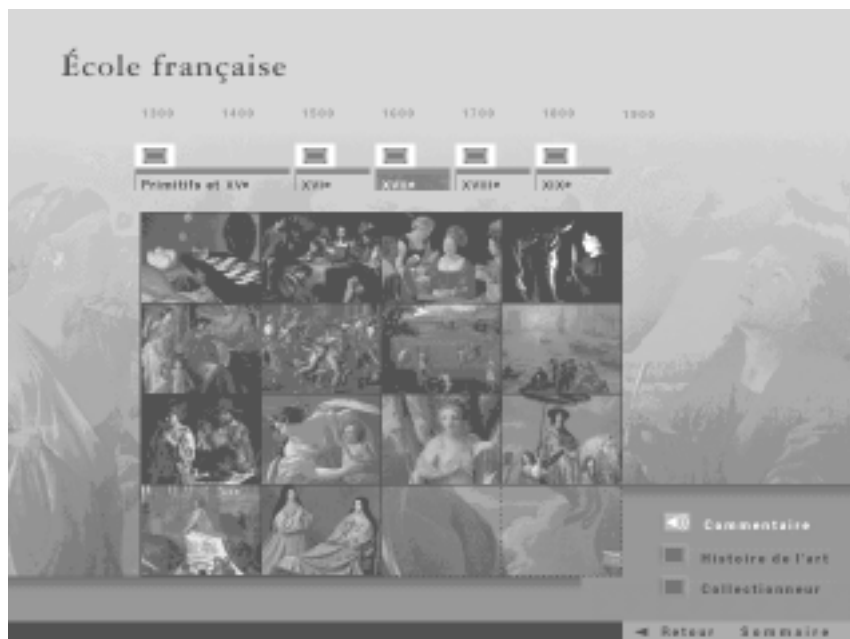 École française
1300 1400 1500 1600 1700 1800 1900
Primitifs et XVe XVIe XVIIe XVIIIe XIXe
Commentaire
Histoire de l'art
Collectionneur
Retour Sommaire